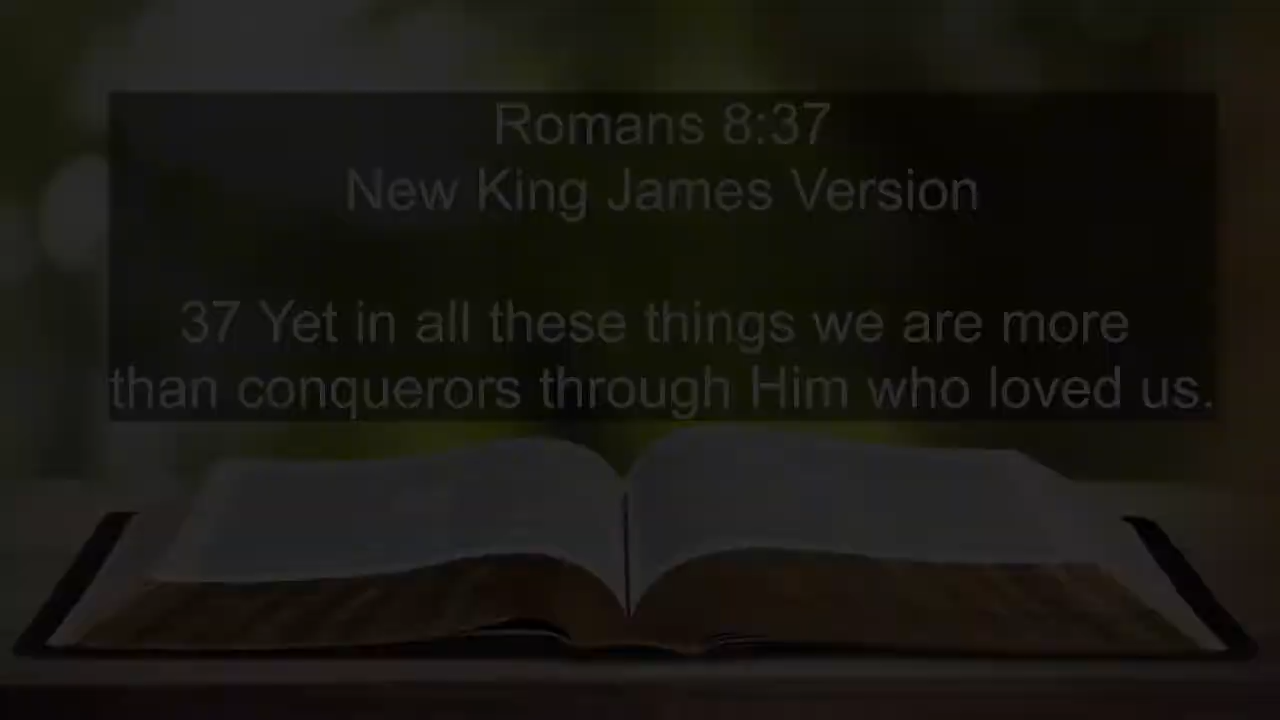 Romans 8:37
New King James Version
37 Yet in all these things we are more
than conquerors through Him who loved us.